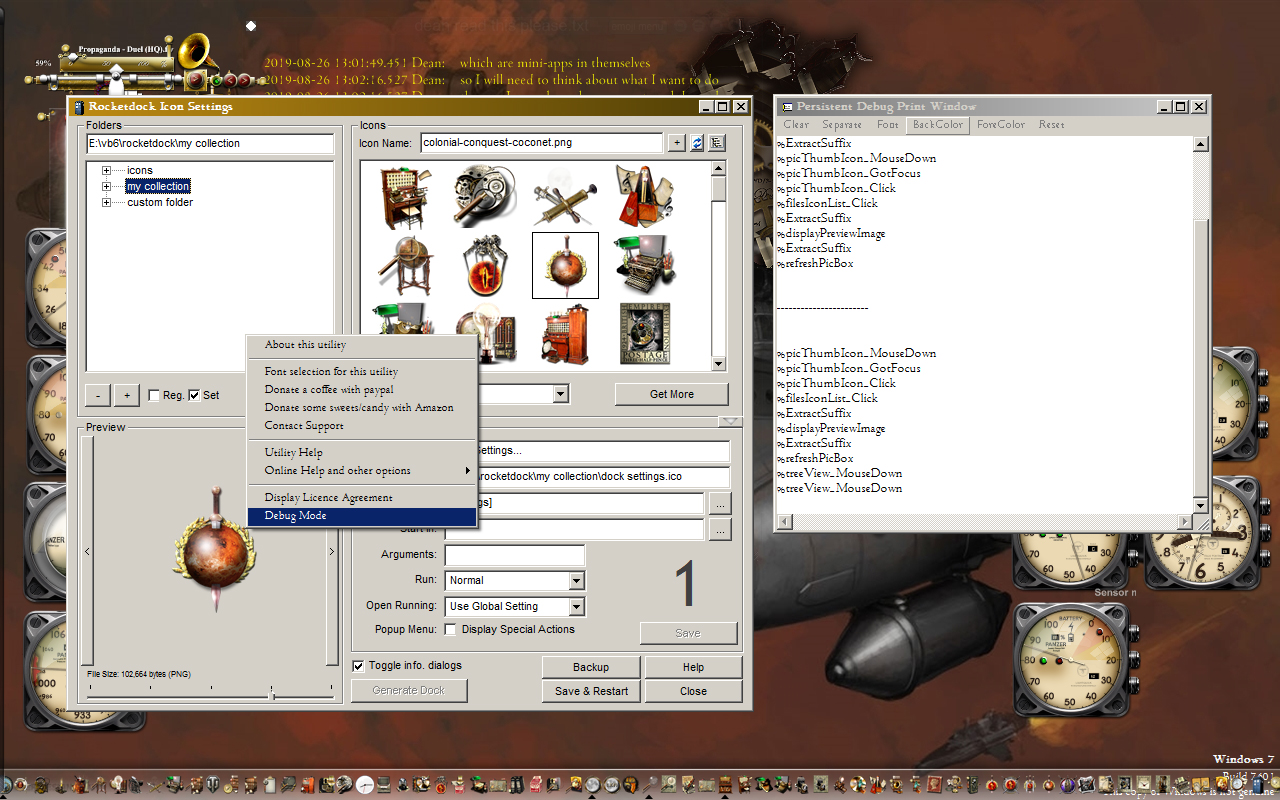 Propaganda - Duel (HQ).f
59%
0 50 100
2019-08-26 13:01:49.451 Dean: which are mini-apps in themselves
2019-08-26 13:02:16.527 Dean: so I will need to think about what I want to do
Rocketdock Icon Settings
Folders
E:\vb6\rocketdock\my collection
icons
my collection
custom folder
- + Reg. Set
Icons
Icon Name: colonial-conquest-coconet.png +
EMPIRE
POSTAGE
Get More
About this utility
Font selection for this utility
Donate a coffee with paypal
Donate some sweets/candy with Amazon
Contact Support
Utility Help
Online Help and other options
Display Licence Agreement
Debug Mode
Preview
< >
File Size: 102,664 bytes (PNG)
Settings...
\rocketdock\my collection\dock settings.ico
gs] ...
Start in: ...
Arguments:
Run: Normal
Open Running: Use Global Setting
Popup Menu: Display Special Actions
1
Save
Toggle info. dialogs
Backup Help
Generate Dock Save & Restart Close
Persistent Debug Print Window
Clear Separate Font BackColor ForeColor Reset
%ExtractSuffix
%picThumbIcon_MouseDown
%picThumbIcon_GotFocus
%picThumbIcon_Click
%filesIconList_Click
%ExtractSuffix
%displayPreviewImage
%ExtractSuffix
%refreshPicBox
-----------------------
%picThumbIcon_MouseDown
%picThumbIcon_GotFocus
%picThumbIcon_Click
%filesIconList_Click
%ExtractSuffix
%displayPreviewImage
%ExtractSuffix
%refreshPicBox
%treeView_MouseDown
%treeView_MouseDown
Sensor n
BATTERY
PANZER
Windows 7
Build 7601